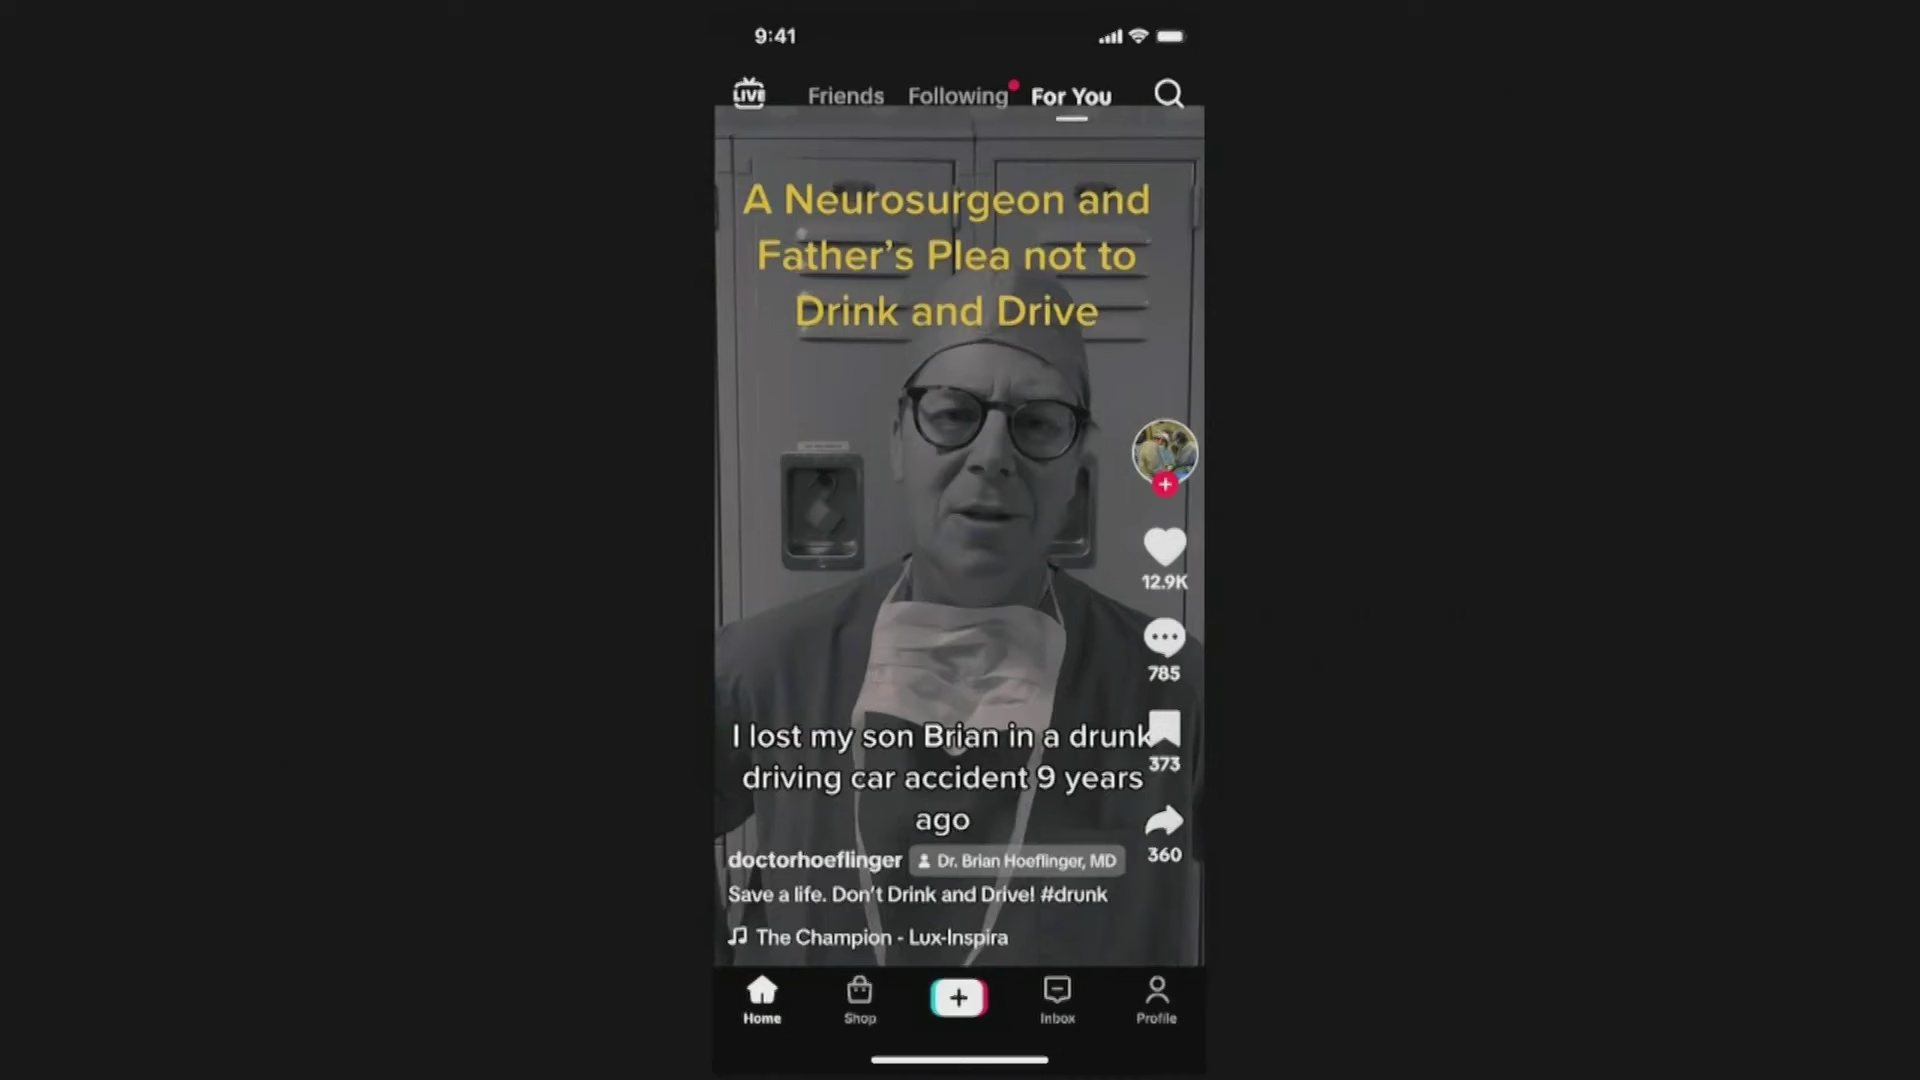 9:41
LIVE
Friends
Following
For You
A Neurosurgeon and
Father's Plea not to
Drink and Drive
12.9K
785
I lost my son Brian in a drunk
driving car accident 9 years
ago
373
360
doctorhoeflinger
Dr. Brian Hoeflinger, MD
Save a life. Don't Drink and Drive! #drunk
The Champion - Lux-Inspira
Home
Shop
Inbox
Profile